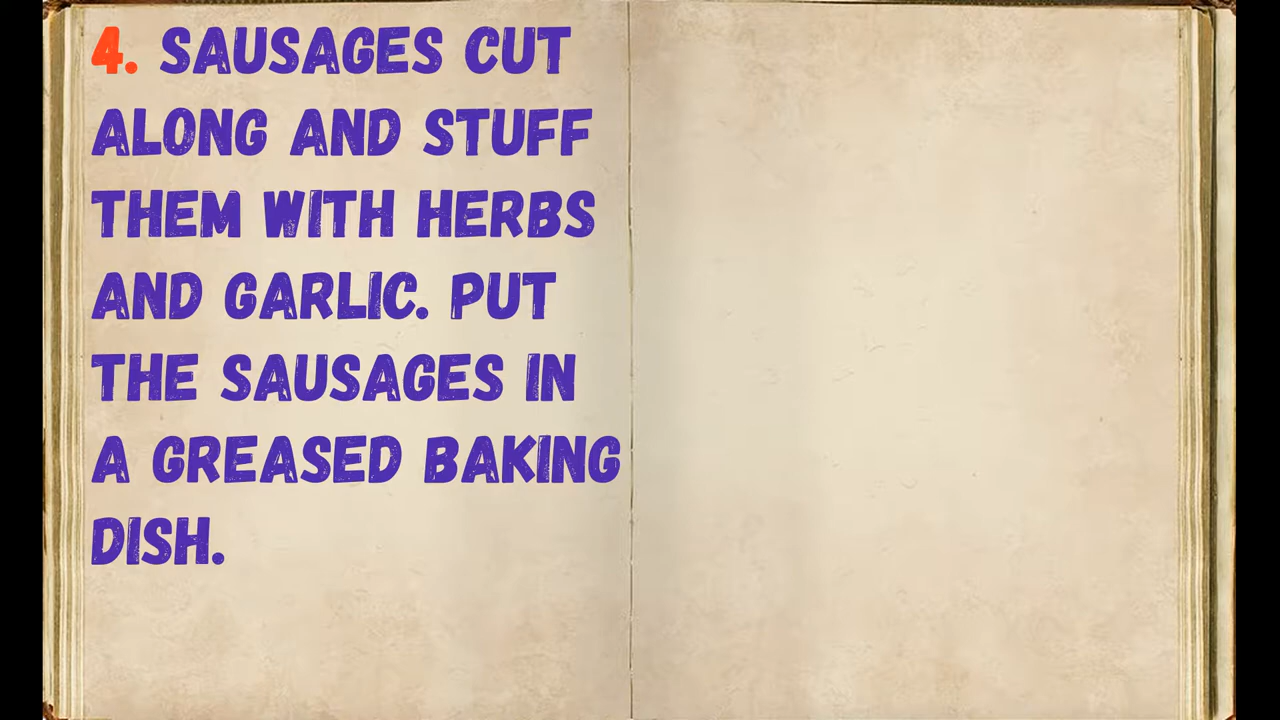 4. SAUSAGES CUT
ALONG AND STUFF
THEM WITH HERBS
AND GARLIC. PUT
THE SAUSAGES IN
A GREASED BAKING
DISH.